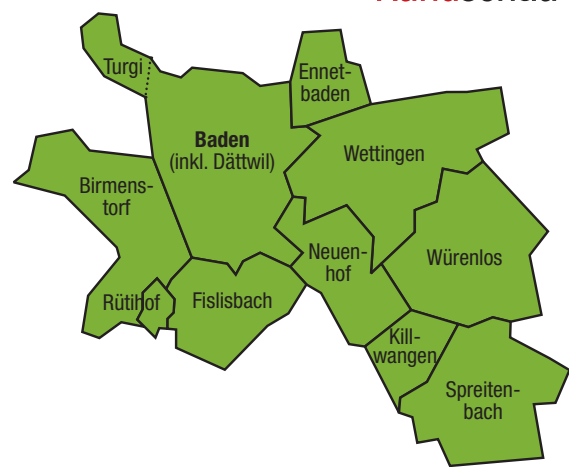 Turgi
Ennet-
baden
Baden
(inkl. Dättwil)
Wettingen
Birmens-
torf
Neuen-
hof
Würenlos
Rütihof
Fislisbach
Kill-
wangen
Spreiten-
bach